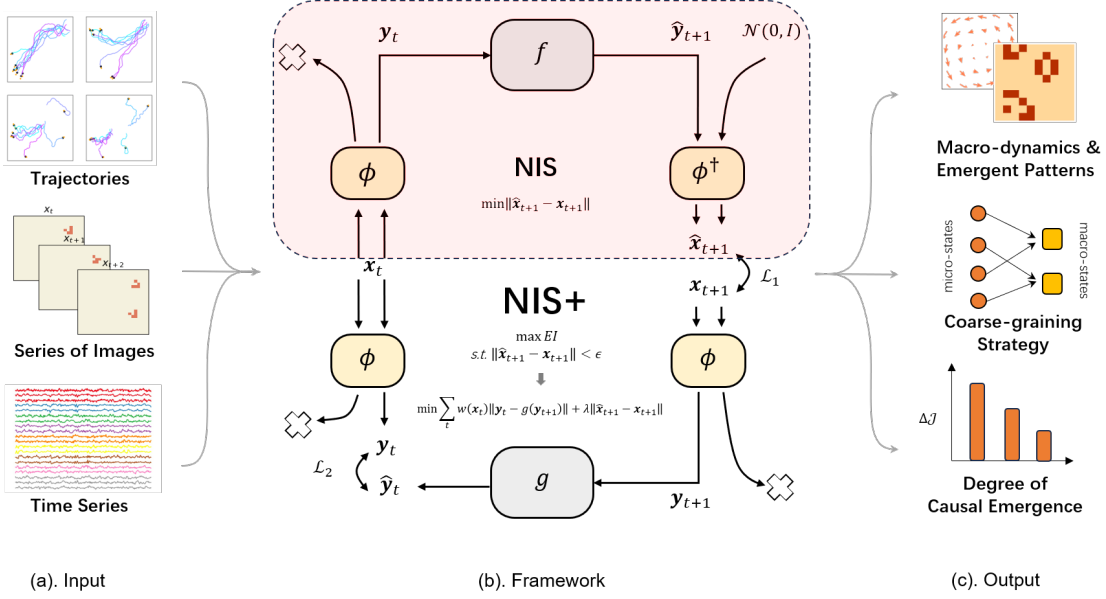 Trajectories
x_t
x_{t+1}
x_{t+2}
Series of Images
Time Series
(a). Input
y_t
f
ŷ_{t+1}
𝒩(0, I)
ϕ
NIS
ϕ†
min‖x̂_{t+1} − x_{t+1}‖
x̂_{t+1}
x_t
ℒ_1
x_{t+1}
NIS+
max EI
s.t. ‖x̂_{t+1} − x_{t+1}‖ < ϵ
ϕ
ϕ
min ∑_t w(x_t)‖y_t − g(y_{t+1})‖ + λ‖x̂_{t+1} − x_{t+1}‖
y_t
ℒ_2
ŷ_t
g
y_{t+1}
(b). Framework
Macro-dynamics &
Emergent Patterns
micro-states
macro-states
Coarse-graining
Strategy
Δ𝒥
Degree of
Causal Emergence
(c). Output